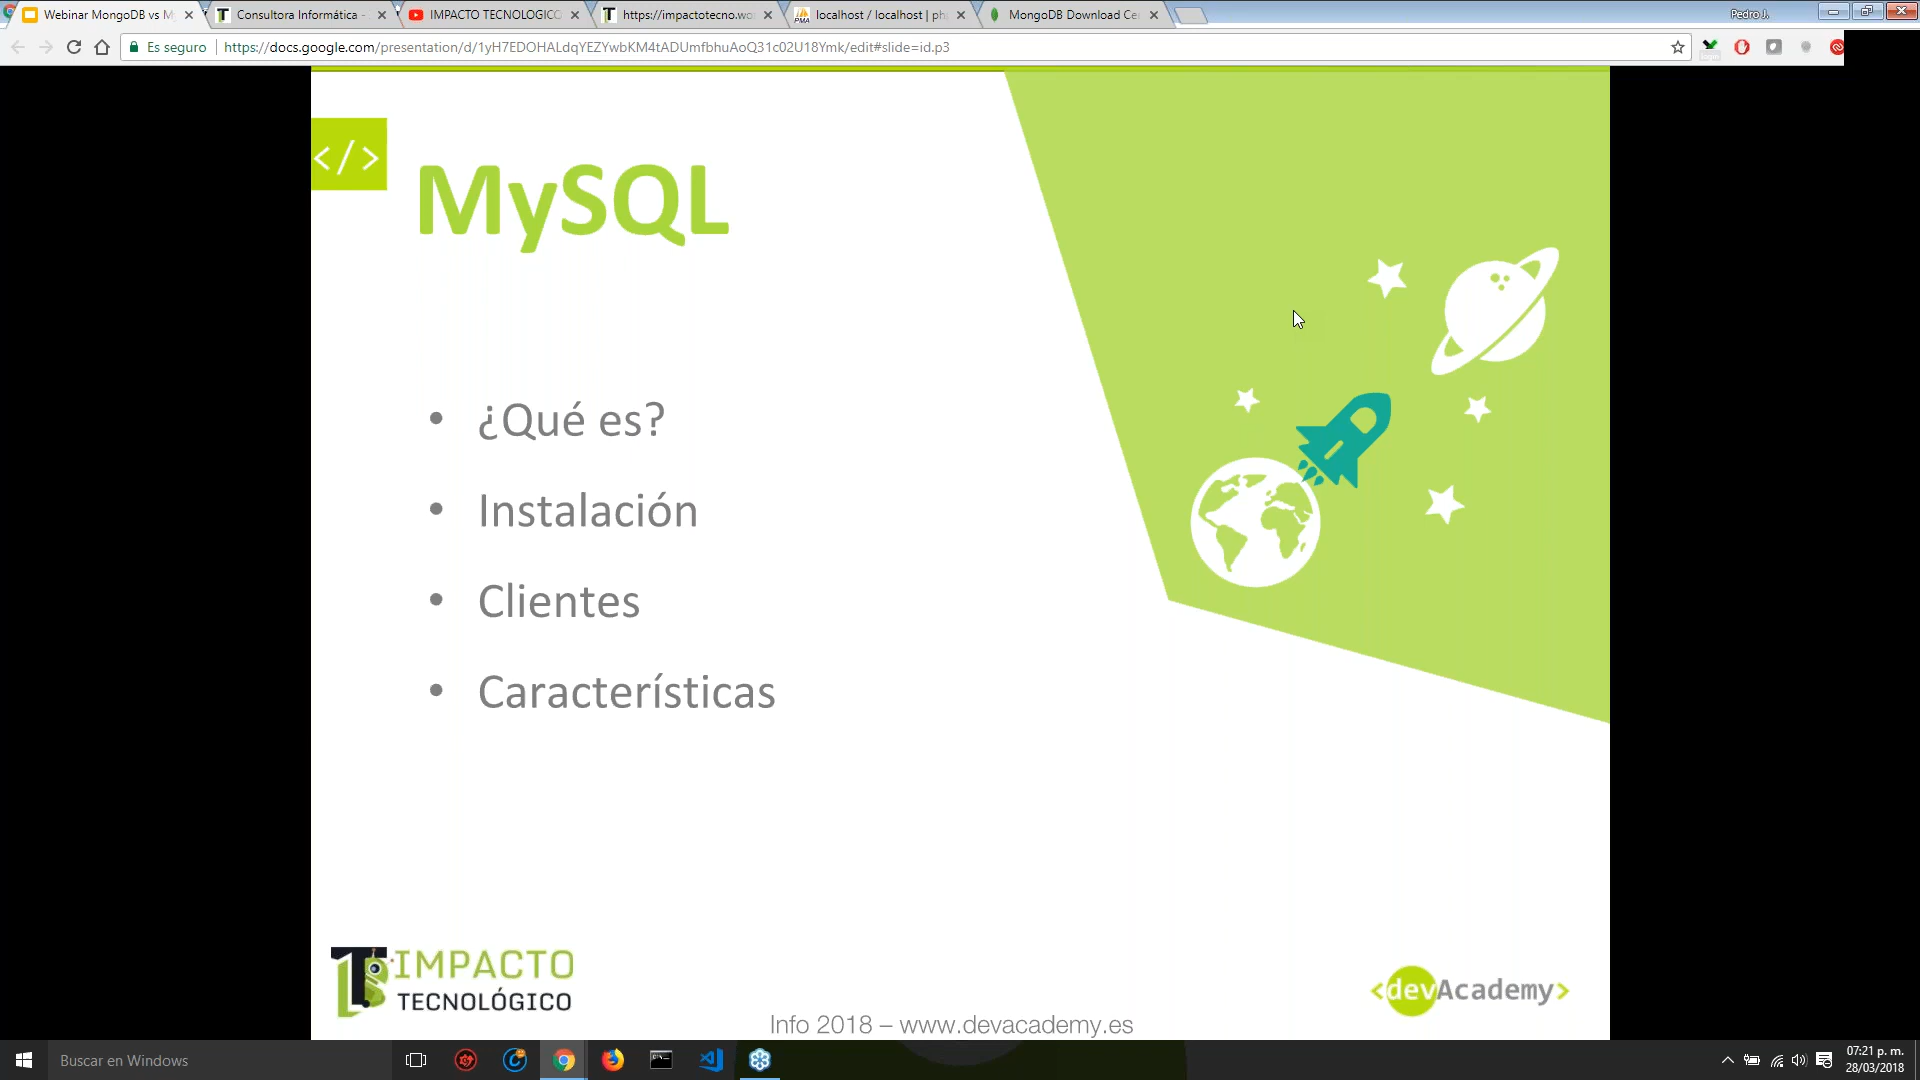 Webinar MongoDB vs M
Consultora Informática -
IMPACTO TECNOLOGICO
https://impactotecno.wo
localhost / localhost | ph
MongoDB Download Ce
Pedro J.
Es seguro
https://docs.google.com/presentation/d/1yH7EDOHALdqYEZYwbKM4tADUmfbhuAoQ31c02U18Ymk/edit#slide=id.p3
</>
MySQL
• ¿Qué es?
• Instalación
• Clientes
• Características
IMPACTO
TECNOLÓGICO
<devAcademy>
Info 2018 – www.devacademy.es
Buscar en Windows
07:21 p. m.
28/03/2018